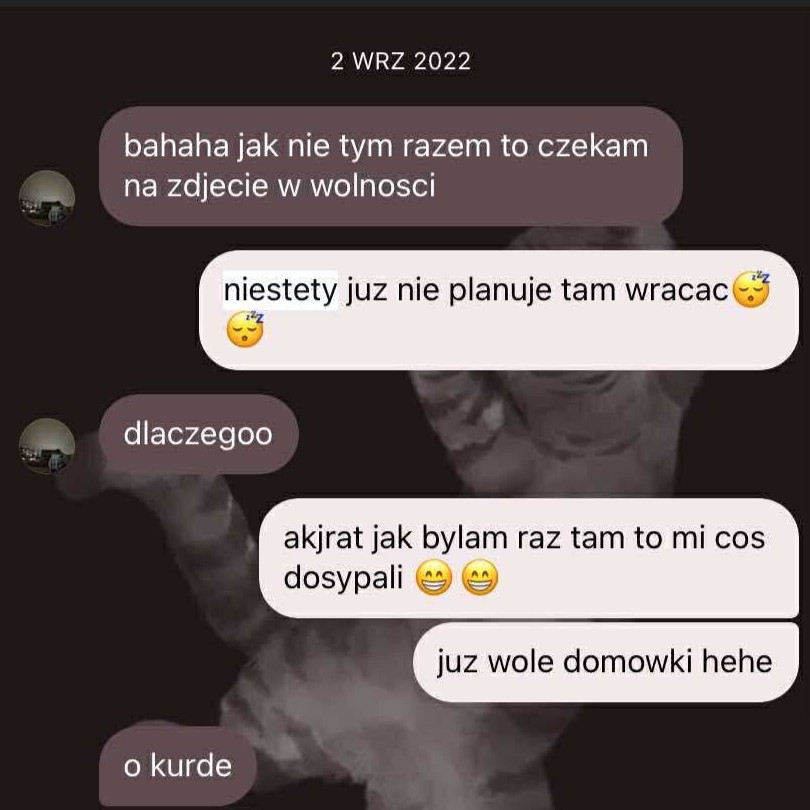 2 WRZ 2022
bahaha jak nie tym razem to czekam
na zdjecie w wolnosci
niestety juz nie planuje tam wracac😴
😴
dlaczegoo
akjrat jak bylam raz tam to mi cos
dosypali 😁 😁
juz wole domowki hehe
o kurde